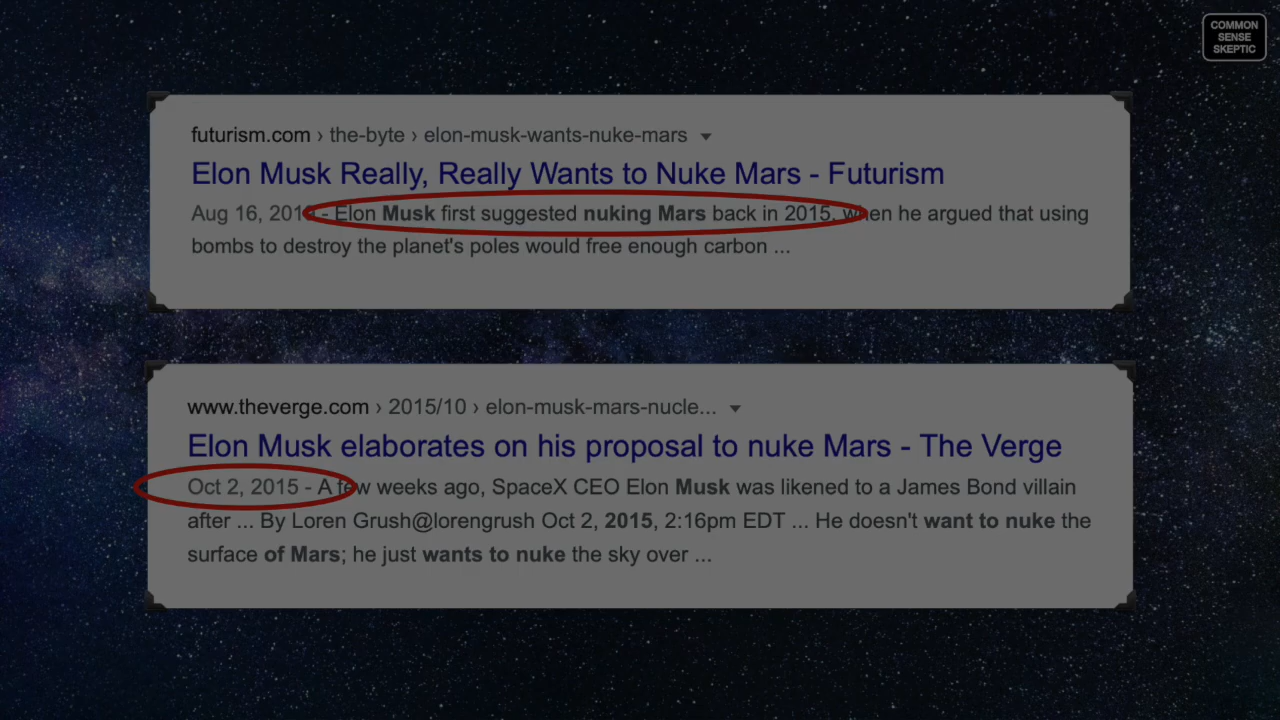 COMMON
SENSE
SKEPTIC
futurism.com › the-byte › elon-musk-wants-nuke-mars
Elon Musk Really, Really Wants to Nuke Mars - Futurism
Aug 16, 2019 - Elon Musk first suggested nuking Mars back in 2015, when he argued that using
bombs to destroy the planet's poles would free enough carbon ...
www.theverge.com › 2015/10 › elon-musk-mars-nucle...
Elon Musk elaborates on his proposal to nuke Mars - The Verge
Oct 2, 2015 - A few weeks ago, SpaceX CEO Elon Musk was likened to a James Bond villain
after ... By Loren Grush@lorengrush Oct 2, 2015, 2:16pm EDT ... He doesn't want to nuke the
surface of Mars; he just wants to nuke the sky over ...